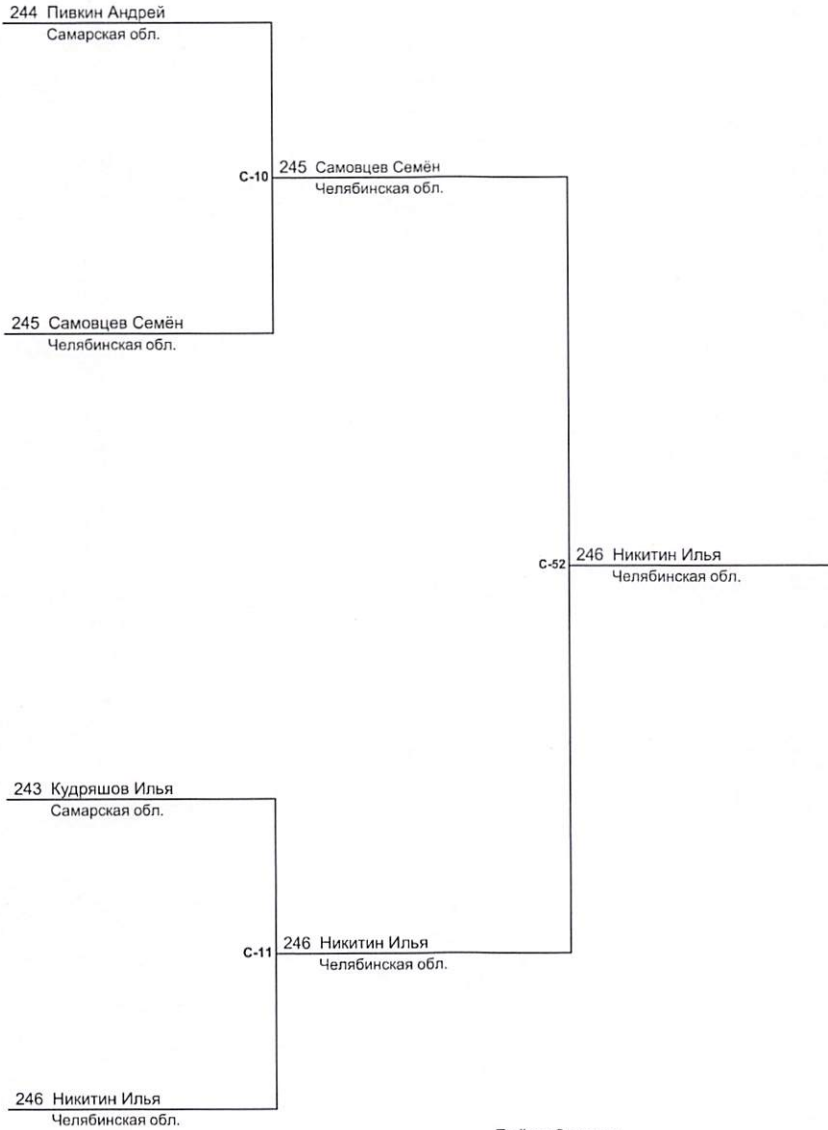 244 Пивкин Андрей
Самарская обл.
C-10
245 Самовцев Семён
Челябинская обл.
245 Самовцев Семён
Челябинская обл.
C-52
246 Никитин Илья
Челябинская обл.
243 Кудряшов Илья
Самарская обл.
C-11
246 Никитин Илья
Челябинская обл.
246 Никитин Илья
Челябинская обл.